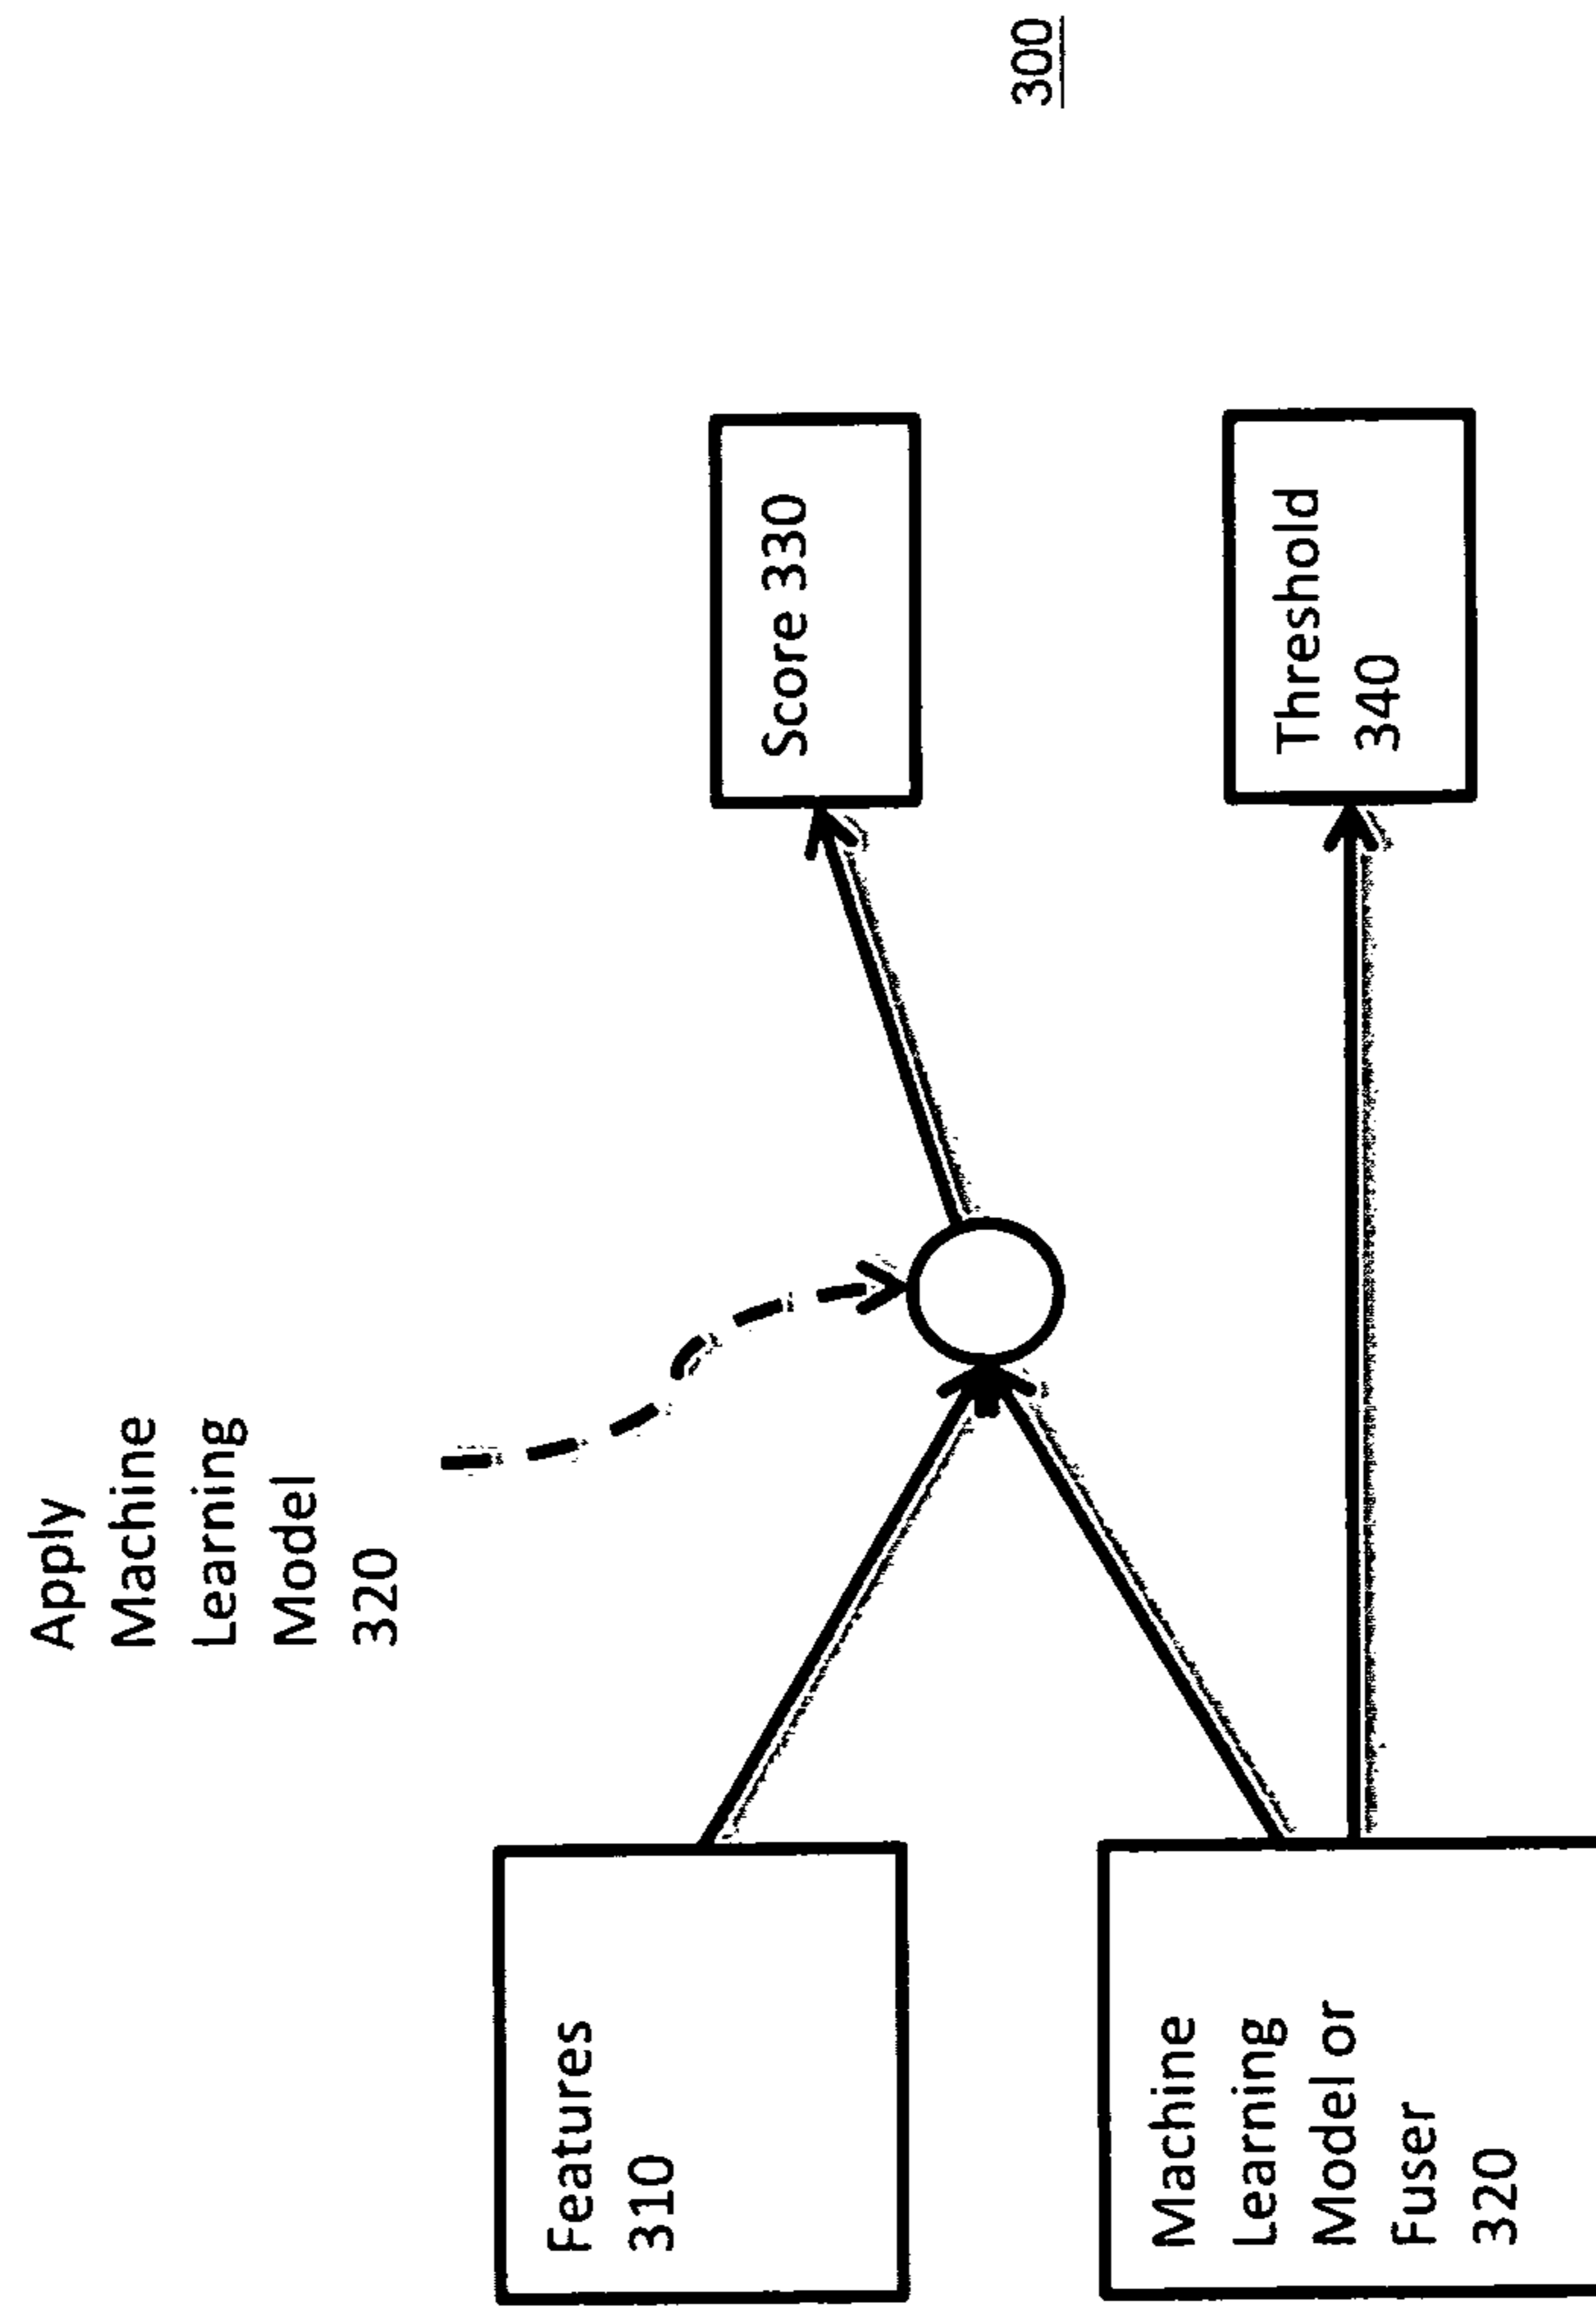 Apply
Machine
Learning
Model
320
Features
310
Score 330
300
Machine
Learning
Model or
Fuser
320
Threshold
340